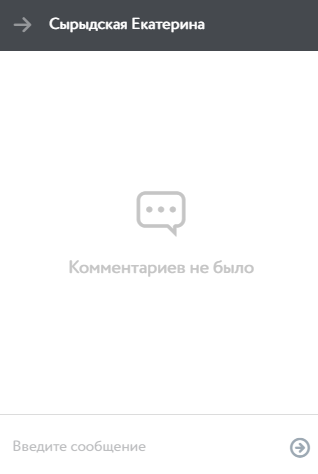 Сырыдская Екатерина
Комментариев не было
Введите сообщение